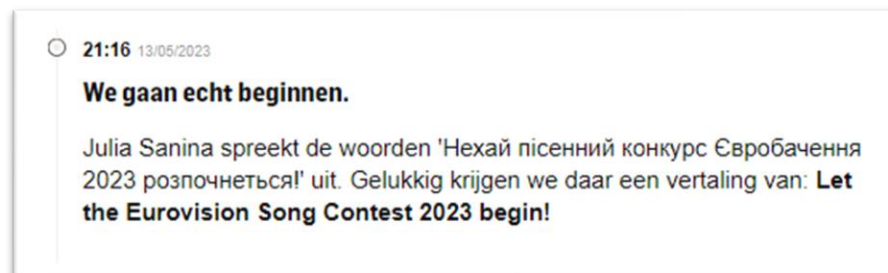 21:16 13/05/2023
We gaan echt beginnen.
Julia Sanina spreekt de woorden 'Нехай пісенний конкурс Євробачення
2023 розпочнеться!' uit. Gelukkig krijgen we daar een vertaling van: Let
the Eurovision Song Contest 2023 begin!